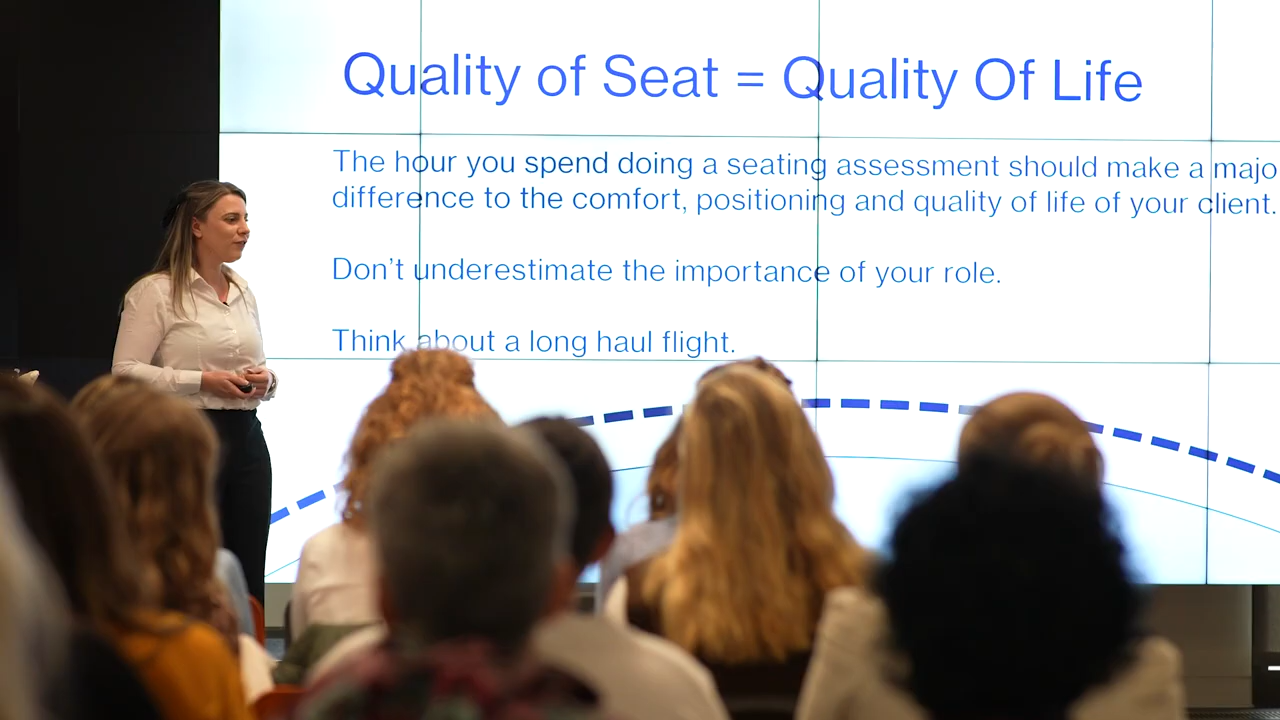 Quality of Seat = Quality Of Life
The hour you spend doing a seating assessment should make a majo
difference to the comfort, positioning and quality of life of your client.
Don’t underestimate the importance of your role.
Think about a long haul flight.